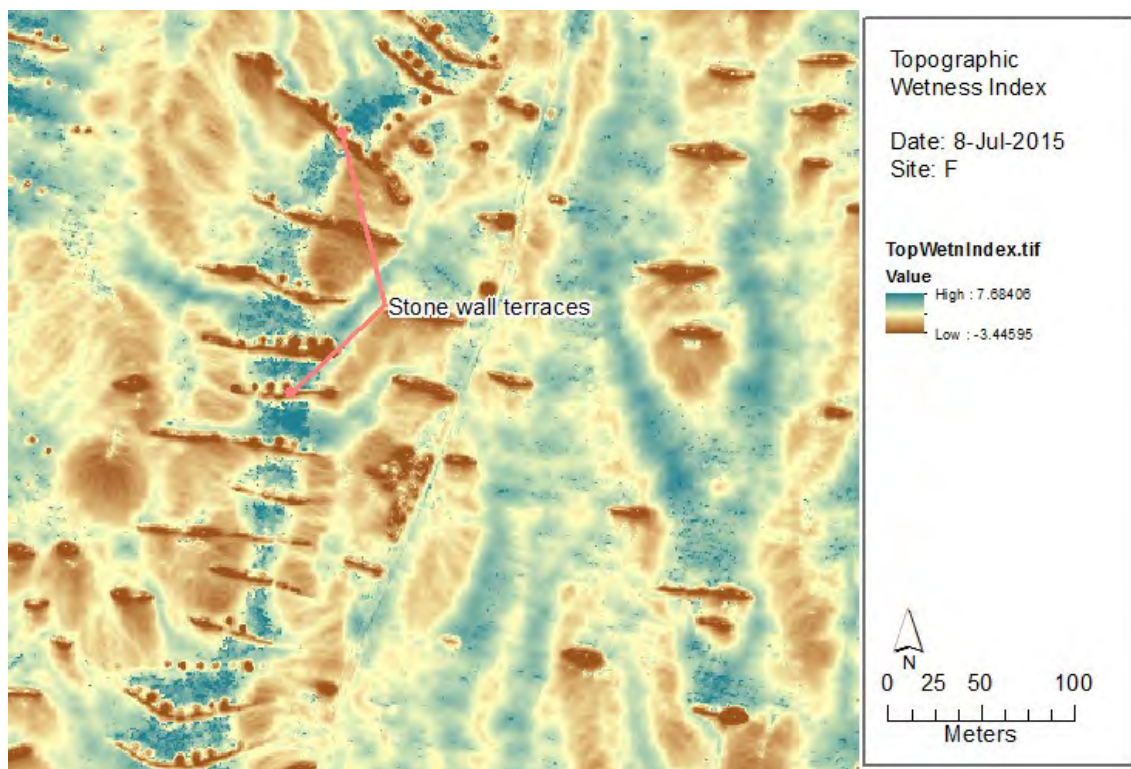 Stone wall terraces
Topographic
Wetness Index
Date: 8-Jul-2015
Site: F
TopWetnIndex.tif
Value
High : 7.68406
Low : -3.44595
N
0 25 50 100
Meters